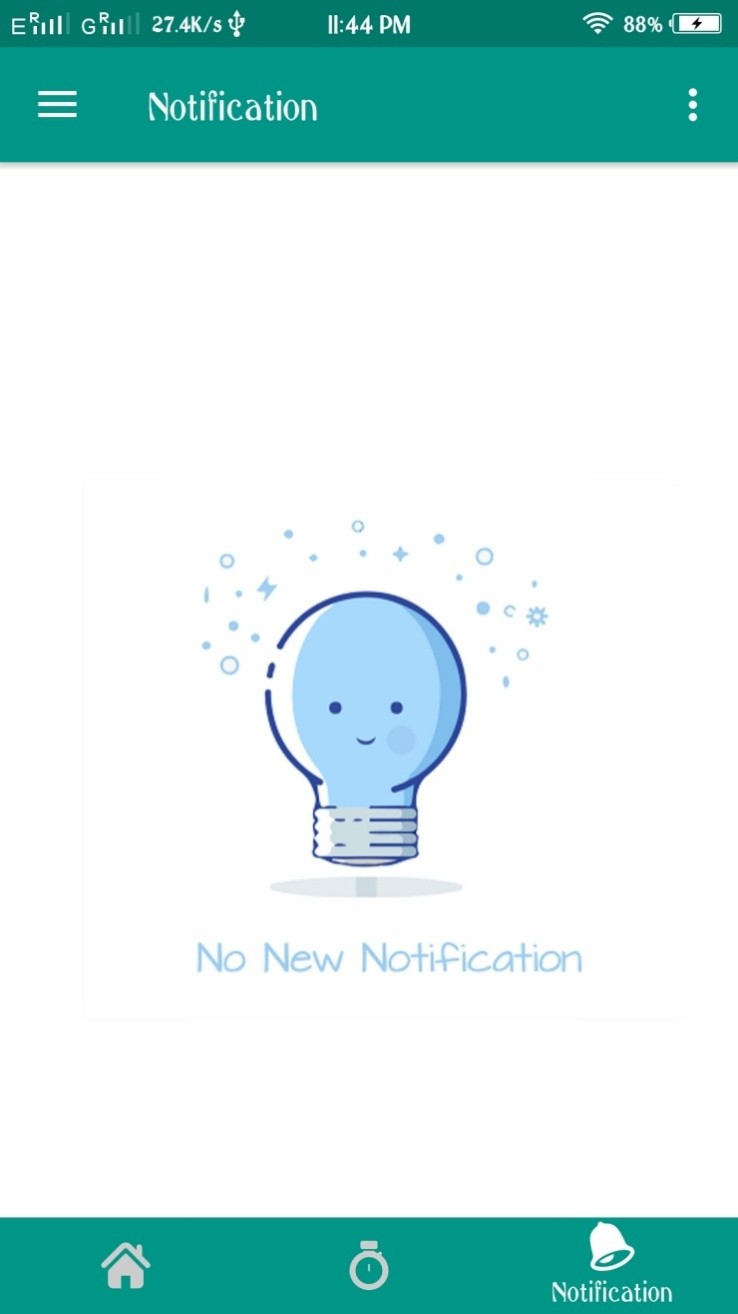 E R G R 27.4K/s 11:44 PM 88%
Notification
No New Notification
Notification